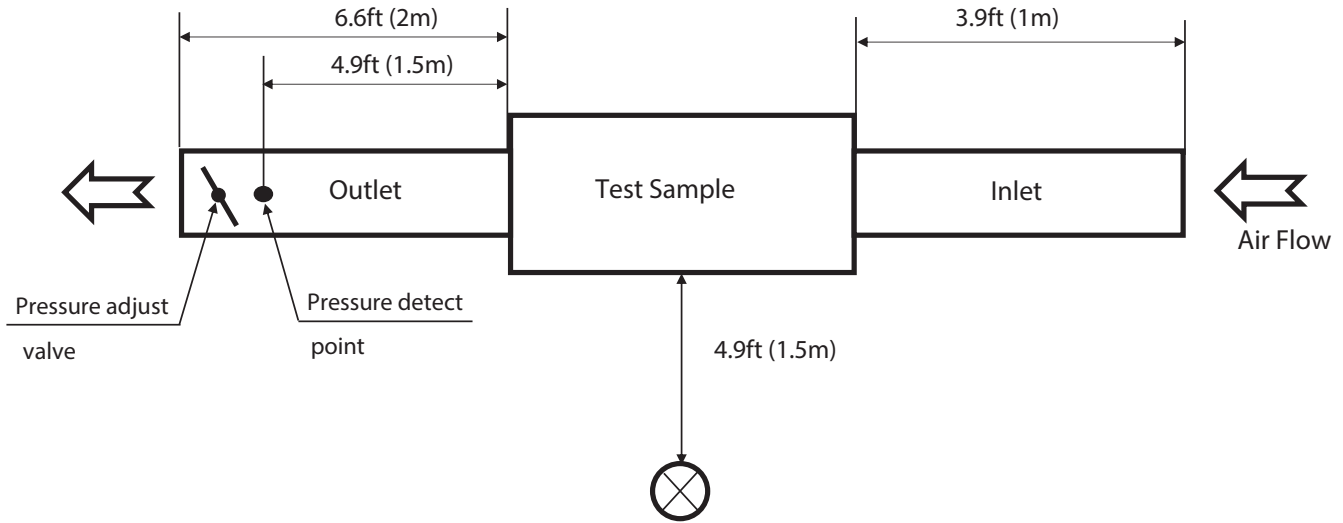 6.6ft (2m)
3.9ft (1m)
4.9ft (1.5m)
Outlet
Test Sample
Inlet
Air Flow
Pressure adjust
valve
Pressure detect
point
4.9ft (1.5m)